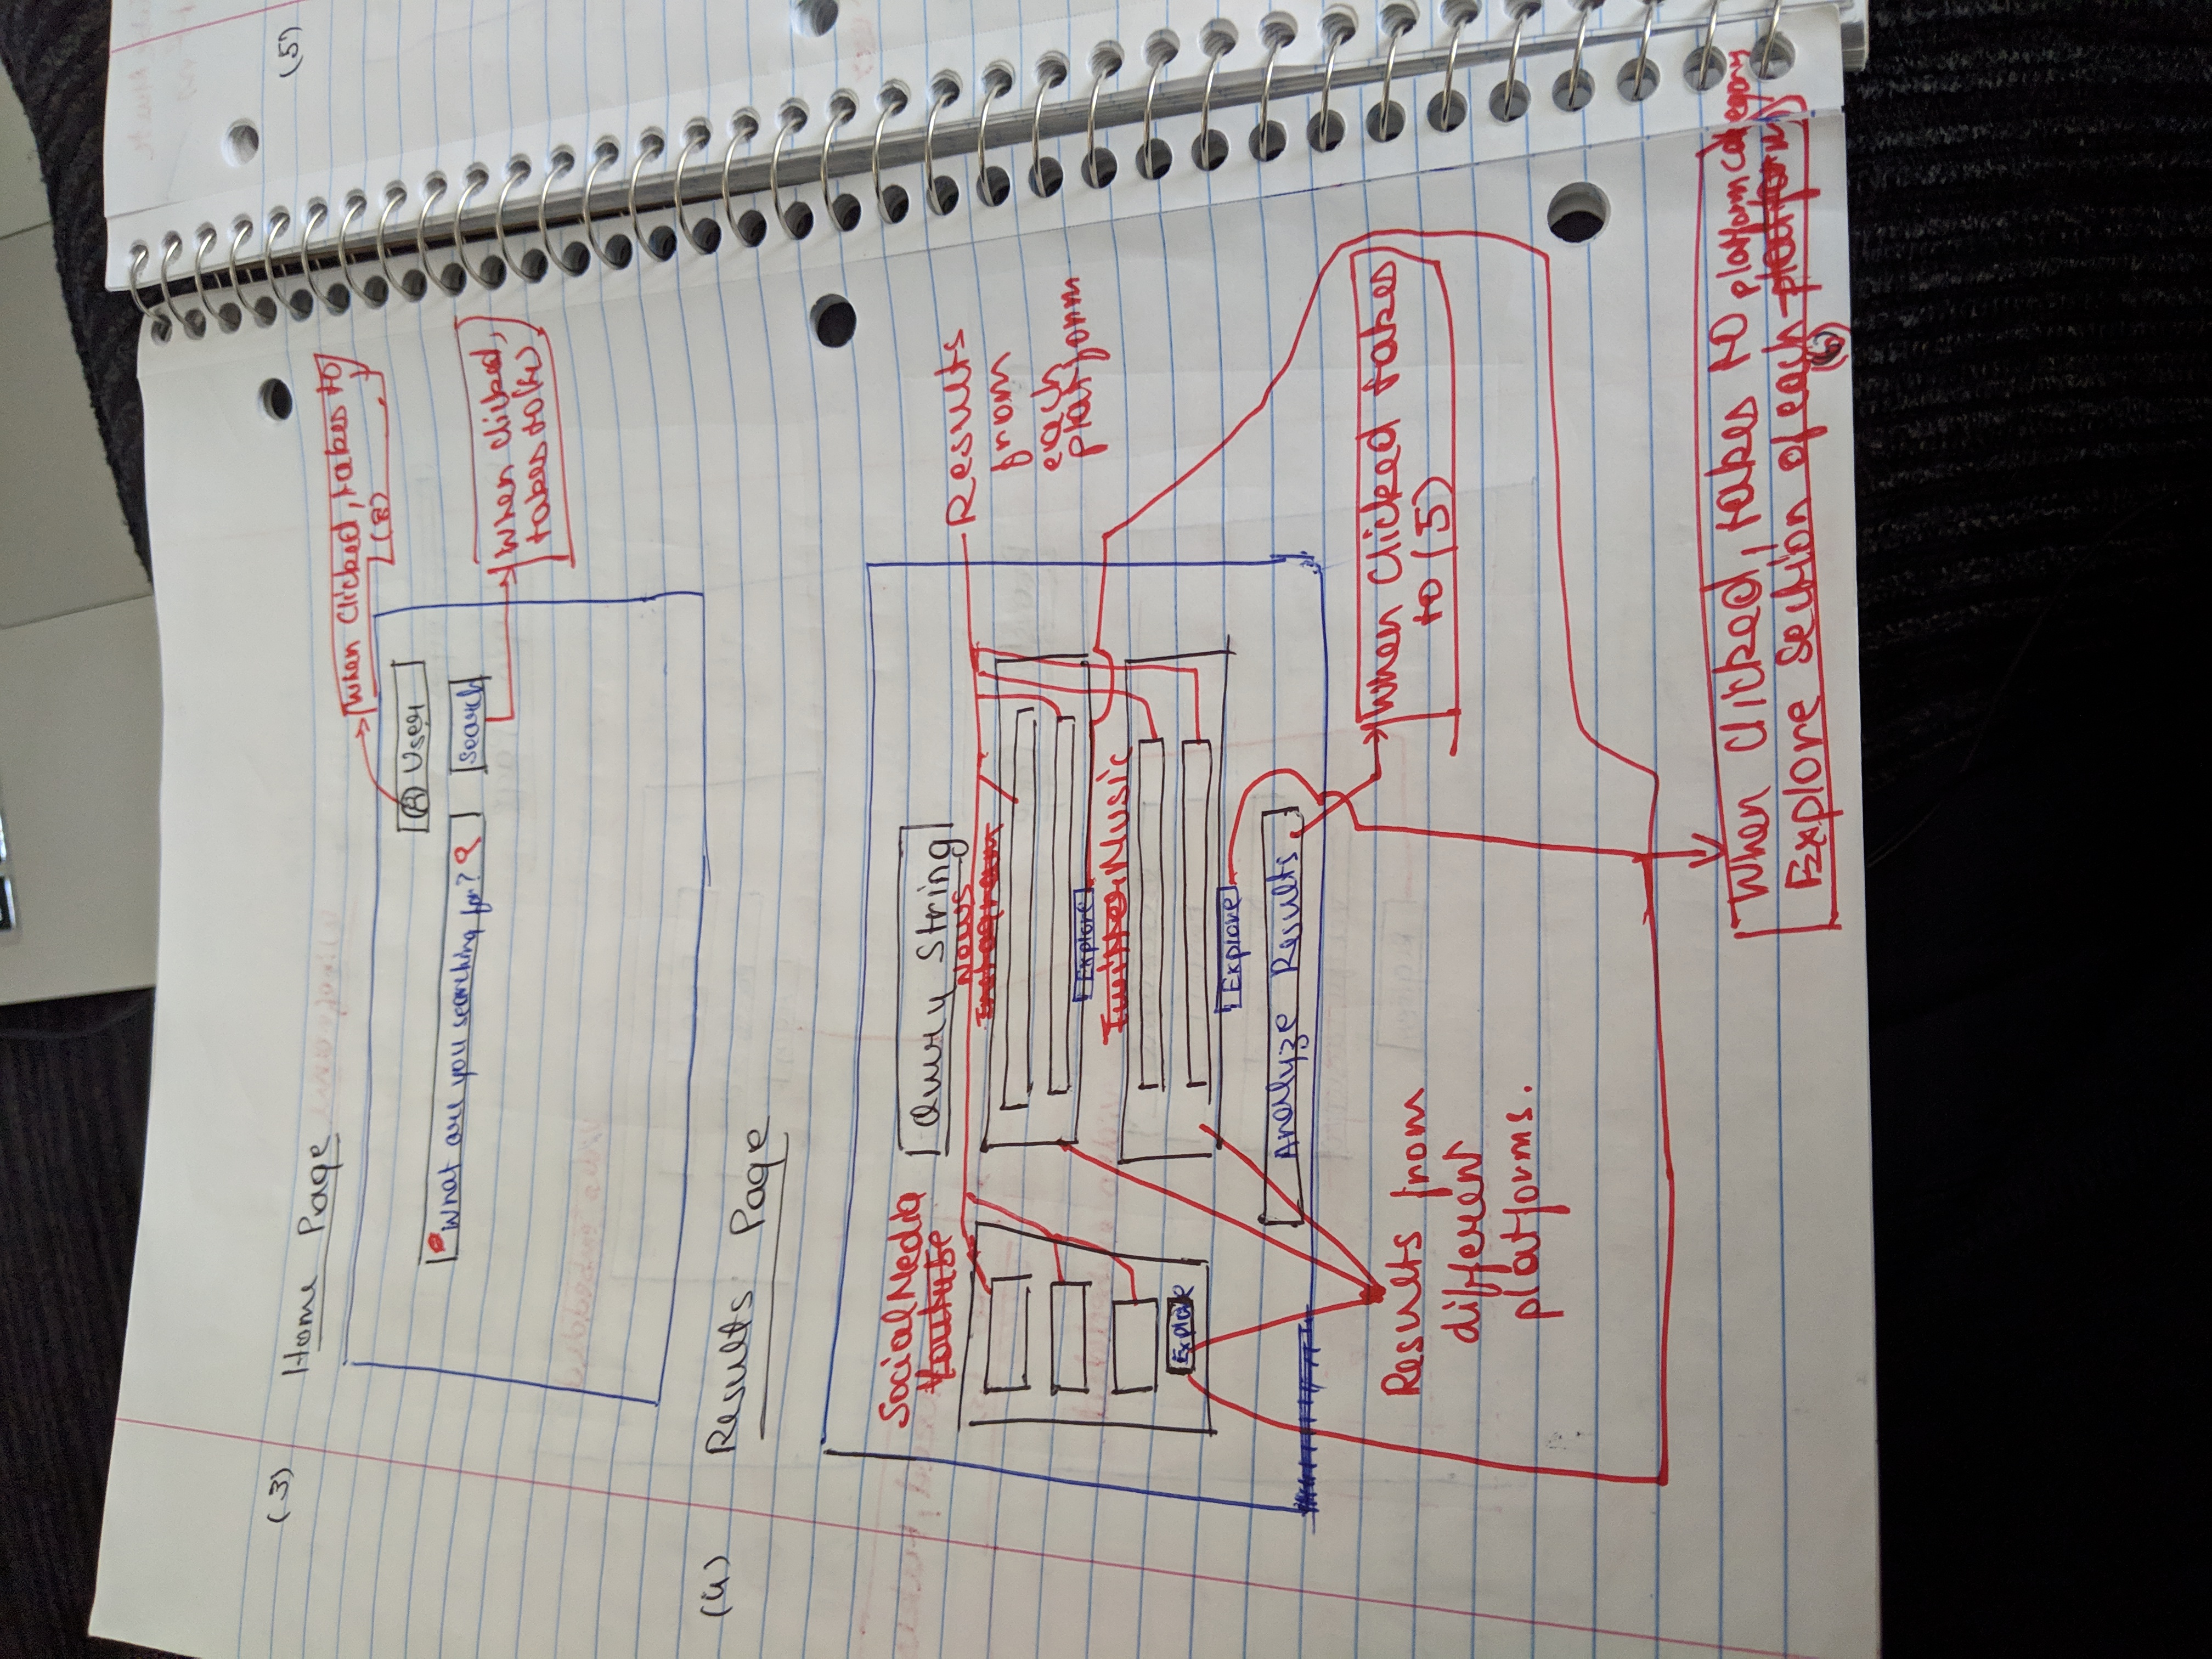 (3) Home Page
When clicked, takes to
(8)
User
What are you searching for?
Search
When clicked,
takes to (4)
(4) Results Page
Social Media
Youtube
Query String
News
Instagram
Results
from
each
platform
Explore
Twitter Music
Explore
Explore
Analyze Results
When clicked takes
to (5)
Results from
different
platforms.
When clicked, takes to platform category
Explore section of each platform
(6)
(5)